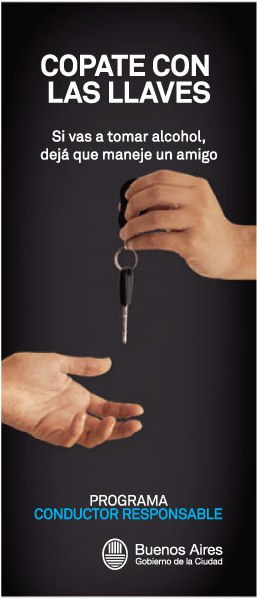 COPATE CON
LAS LLAVES
Si vas a tomar alcohol,
dejá que maneje un amigo
PROGRAMA
CONDUCTOR RESPONSABLE
Buenos Aires
Gobierno de la Ciudad